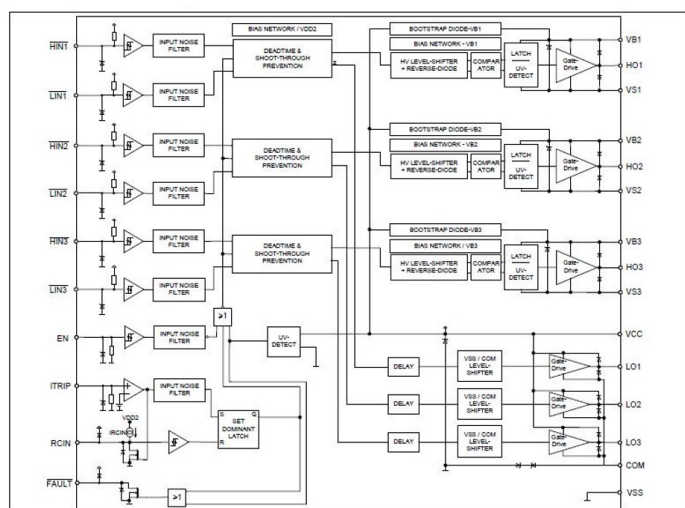 BIAS NETWORK / VDD2
BOOTSTRAP DIODE-VB1
HIN1
INPUT NOISE
FILTER
DEADTIME &
SHOOT-THROUGH
PREVENTION
BIAS NETWORK - VB1
HV LEVEL-SHIFTER
+ REVERSE-DIODE
COMPAR
ATOR
LATCH
UV-
DETECT
Gate-
Drive
VB1
HO1
VS1
LIN1
INPUT NOISE
FILTER
BOOTSTRAP DIODE-VB2
HIN2
INPUT NOISE
FILTER
DEADTIME &
SHOOT-THROUGH
PREVENTION
BIAS NETWORK - VB2
HV LEVEL-SHIFTER
+ REVERSE-DIODE
COMPAR
ATOR
LATCH
UV-
DETECT
Gate-
Drive
VB2
HO2
VS2
LIN2
INPUT NOISE
FILTER
BOOTSTRAP DIODE-VB3
HIN3
INPUT NOISE
FILTER
DEADTIME &
SHOOT-THROUGH
PREVENTION
BIAS NETWORK / VB3
HV LEVEL-SHIFTER
+ REVERSE-DIODE
COMPAR
ATOR
LATCH
UV-
DETECT
Gate-
Drive
VB3
HO3
VS3
LIN3
INPUT NOISE
FILTER
≥1
EN
INPUT NOISE
FILTER
UV-
DETECT
VCC
DELAY
VSS / COM
LEVEL-
SHIFTER
Gate-
Drive
LO1
ITRIP
INPUT NOISE
FILTER
DELAY
VSS / COM
LEVEL-
SHIFTER
Gate-
Drive
LO2
VDD2
IRCIN
RCIN
S
Q
SET
DOMINANT
LATCH
R
DELAY
VSS / COM
LEVEL-
SHIFTER
Gate-
Drive
LO3
COM
FAULT
≥1
VSS